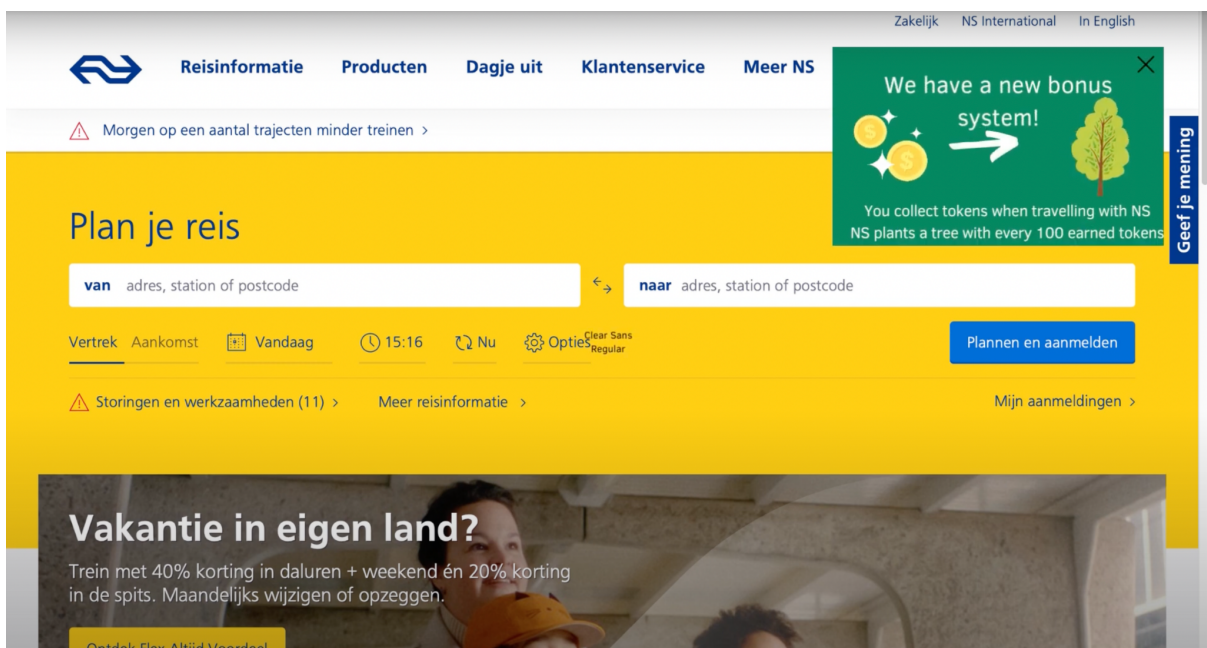 Zakelijk NS International In English
Reisinformatie Producten Dagje uit Klantenservice Meer NS
Morgen op een aantal trajecten minder treinen >
We have a new bonus
system!
You collect tokens when travelling with NS
NS plants a tree with every 100 earned tokens
Geef je mening
Plan je reis
van adres, station of postcode
naar adres, station of postcode
Vertrek Aankomst Vandaag 15:16 Nu Opties
Clear Sans
Regular
Plannen en aanmelden
Storingen en werkzaamheden (11) > Meer reisinformatie >
Mijn aanmeldingen >
Vakantie in eigen land?
Trein met 40% korting in daluren + weekend én 20% korting
in de spits. Maandelijks wijzigen of opzeggen.
Ontdek Flex Altijd Voordeel